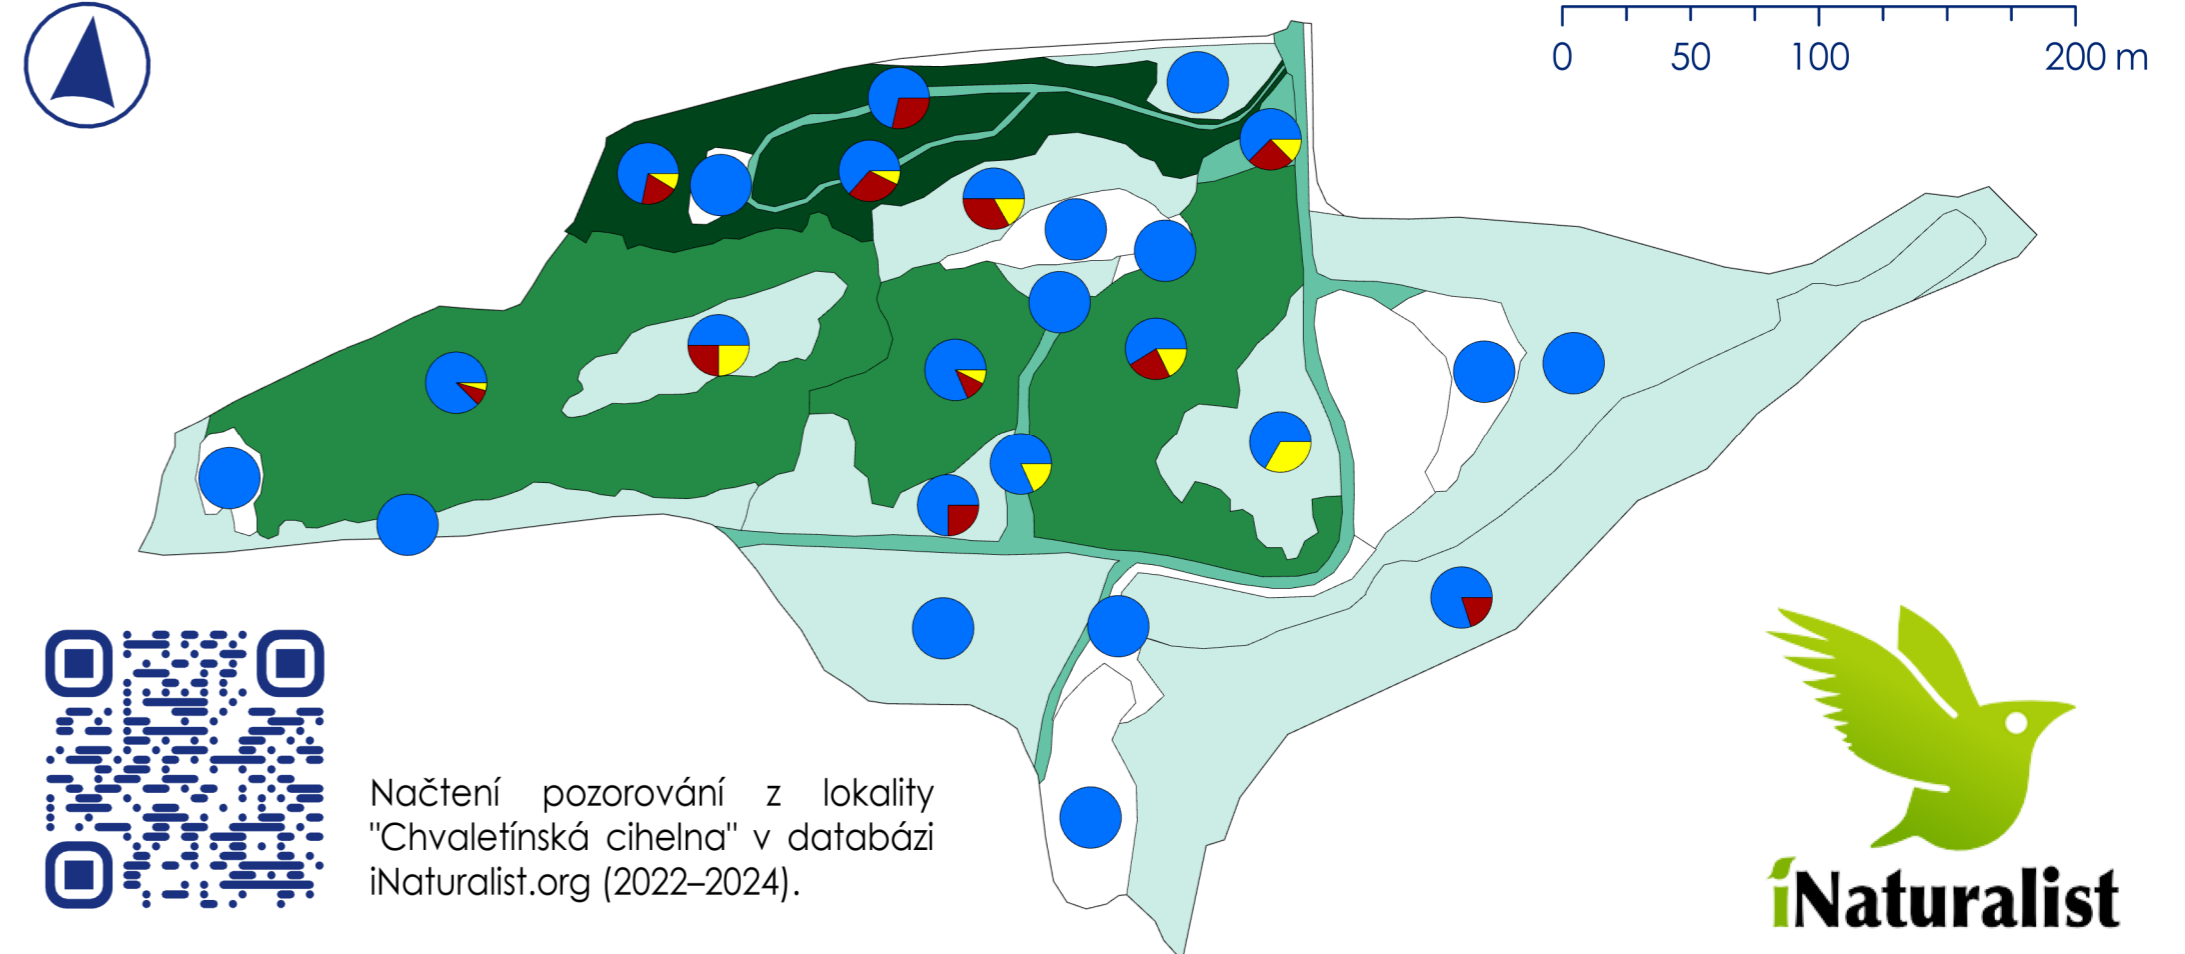 0 50 100 200 m
Načtení pozorování z lokality
"Chvaletínská cihelna" v databázi
iNaturalist.org (2022–2024).
iNaturalist